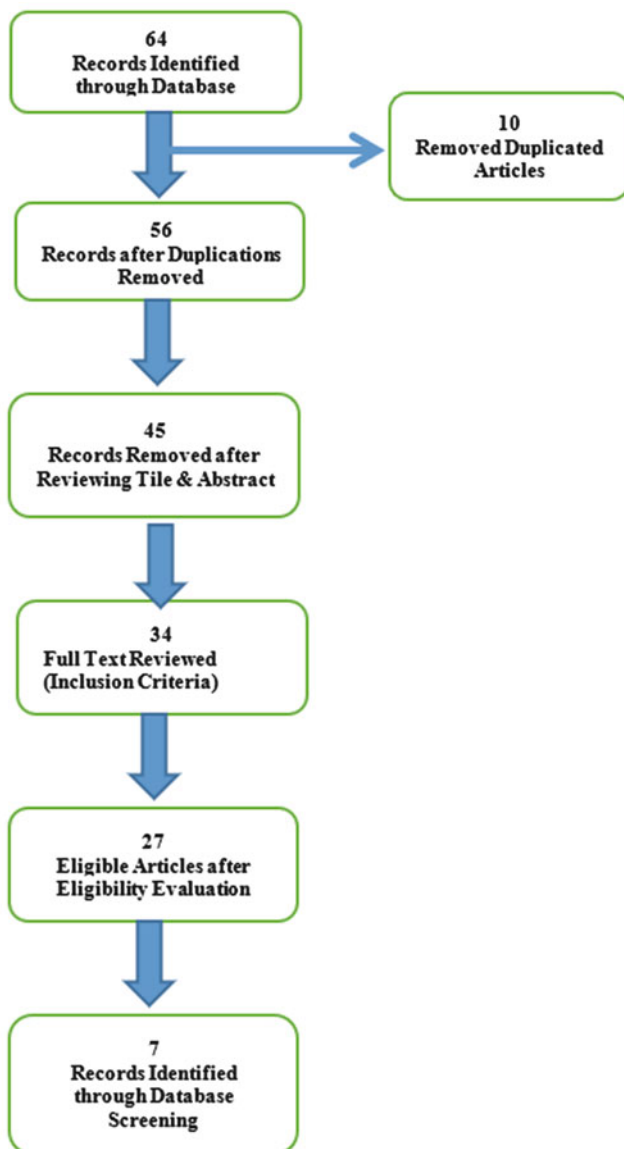 64
Records Identified
through Database
10
Removed Duplicated
Articles
56
Records after Duplications
Removed
45
Records Removed after
Reviewing Tile & Abstract
34
Full Text Reviewed
(Inclusion Criteria)
27
Eligible Articles after
Eligibility Evaluation
7
Records Identified
through Database
Screening